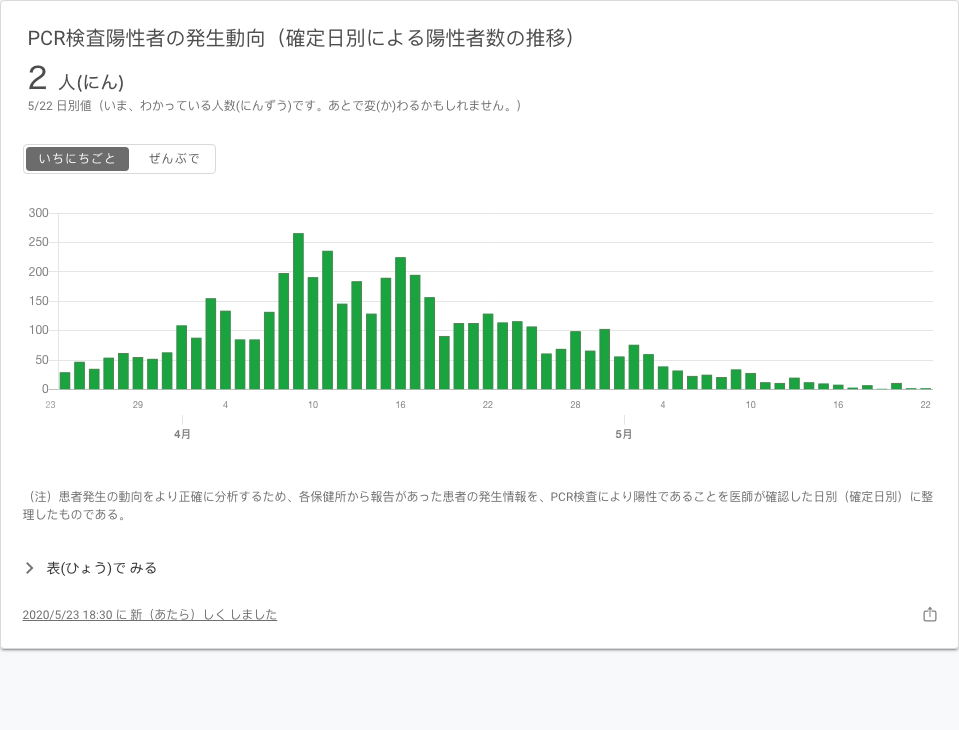 PCR検査陽性者の発生動向（確定日別による陽性者数の推移）
2 人(にん)
5/22 日別値（いま、わかっている人数(にんずう)です。あとで変(か)わるかもしれません。）
いちにちごと ぜんぶで
300
250
200
150
100
50
0
23 29 4 10 16 22 28 4 10 16 22
4月 5月
（注）患者発生の動向をより正確に分析するため、各保健所から報告があった患者の発生情報を、PCR検査により陽性であることを医師が確認した日別（確定日別）に整
理したものである。
表(ひょう)で みる
2020/5/23 18:30 に 新（あたら）しく しました